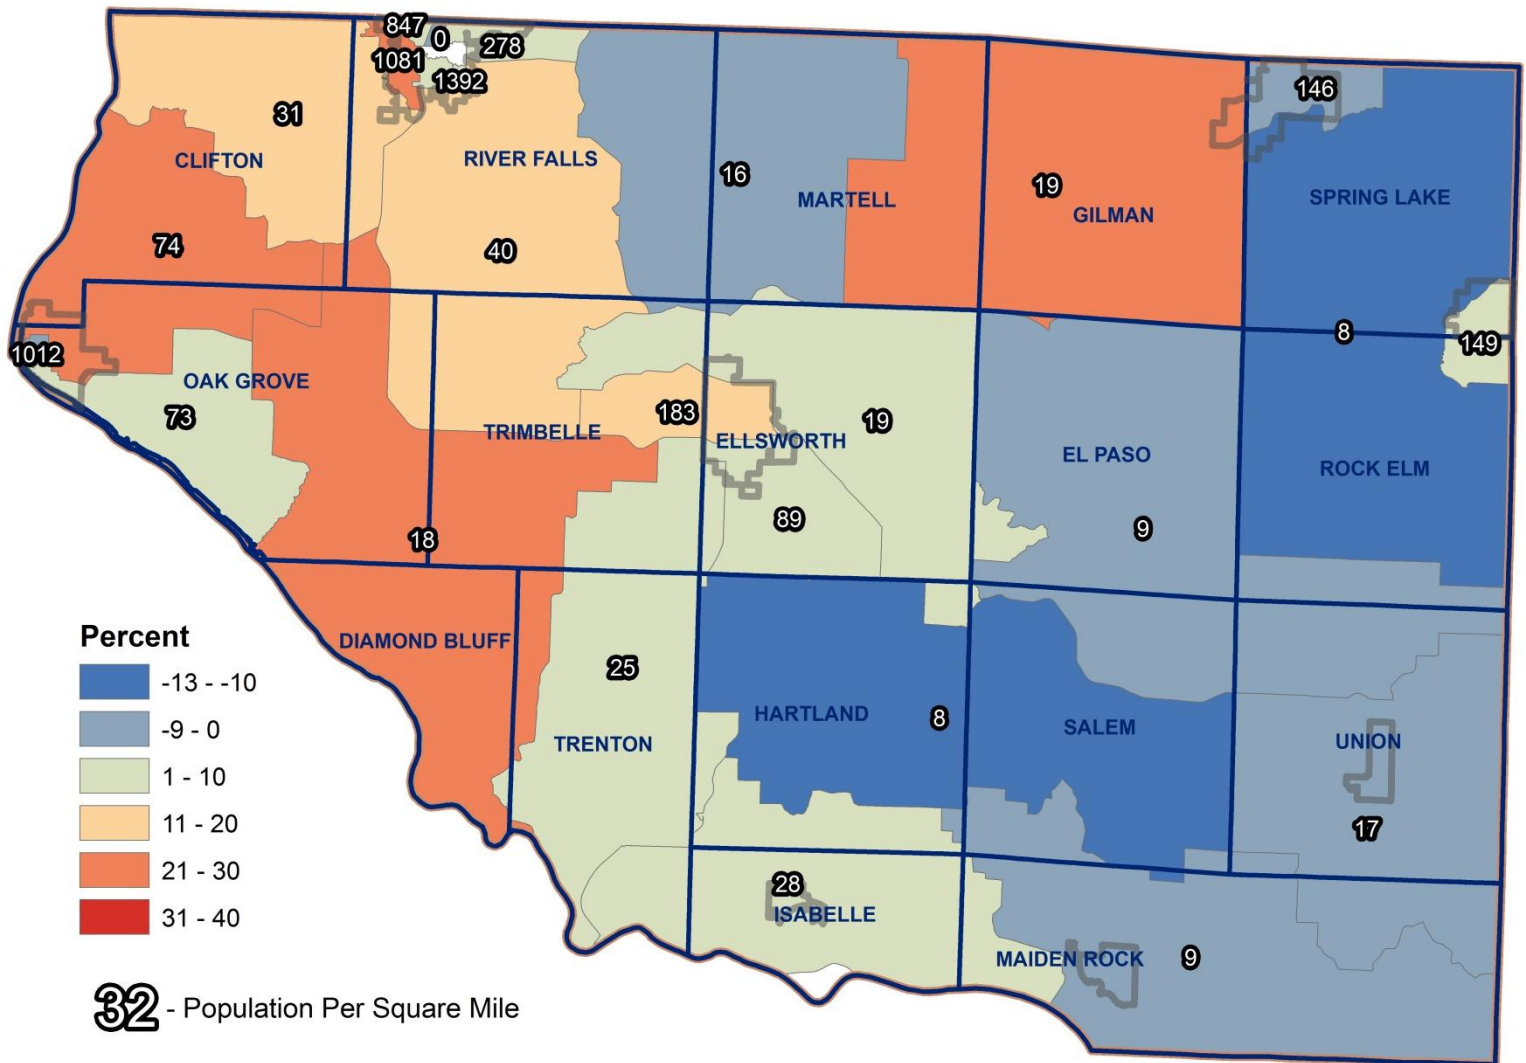 847
0
278
1081
1392
146
31
CLIFTON
RIVER FALLS
16
MARTELL
19
GILMAN
SPRING LAKE
74
40
8
149
1012
OAK GROVE
73
TRIMBELLE
183
ELLSWORTH
19
EL PASO
ROCK ELM
18
89
9
Percent
-13 - -10
-9 - 0
1 - 10
11 - 20
21 - 30
31 - 40
DIAMOND BLUFF
25
TRENTON
HARTLAND
8
SALEM
UNION
17
28
ISABELLE
MAIDEN ROCK
9
32 - Population Per Square Mile